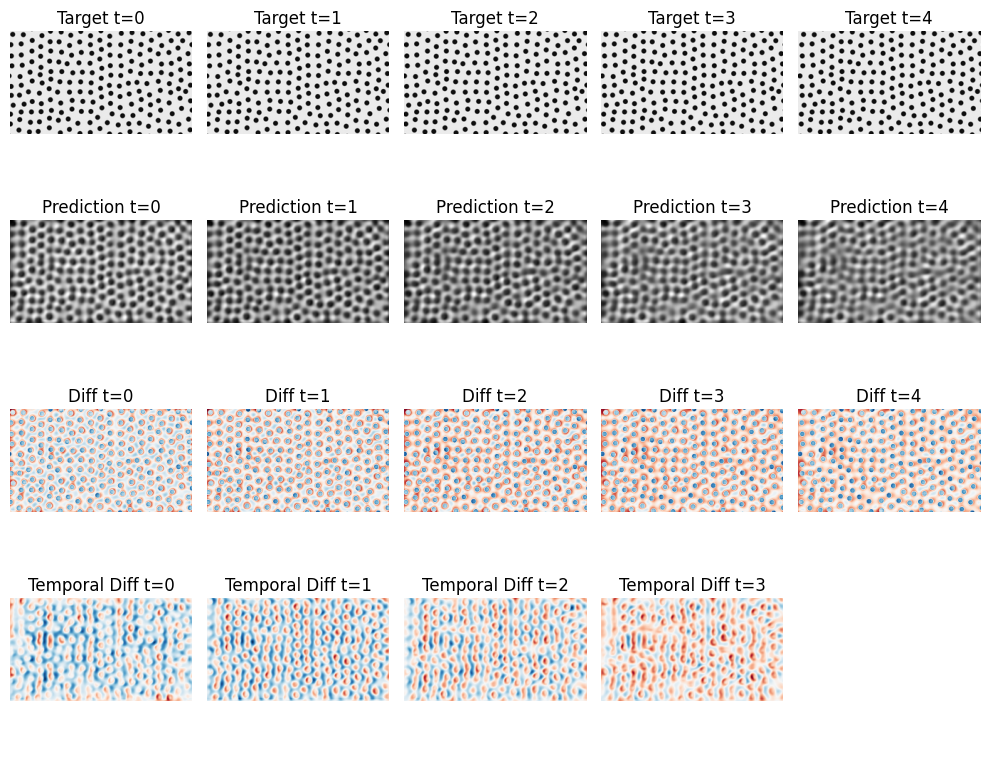 Target t=0
Target t=1
Target t=2
Target t=3
Target t=4
Prediction t=0
Prediction t=1
Prediction t=2
Prediction t=3
Prediction t=4
Diff t=0
Diff t=1
Diff t=2
Diff t=3
Diff t=4
Temporal Diff t=0
Temporal Diff t=1
Temporal Diff t=2
Temporal Diff t=3